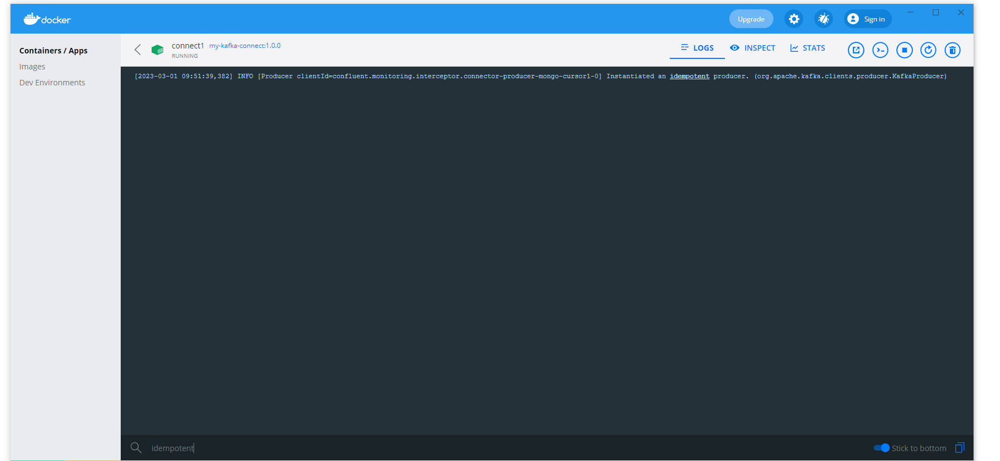 docker
Upgrade
Sign in
Containers / Apps
Images
Dev Environments
connect1 my-kafka-connect:1.0.0
RUNNING
LOGS
INSPECT
STATS
[2023-03-01 09:51:39,382] INFO [Producer clientId=confluent.monitoring.interceptor.connector-producer-mongo-cursor1-0] Instantiated an idempotent producer. (org.apache.kafka.clients.producer.KafkaProducer)
idempotent
Stick to bottom